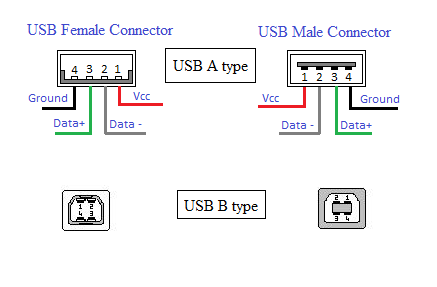 USB Female Connector
USB Male Connector
USB A type
4 3 2 1
1 2 3 4
Ground
Vcc
Data+
Data -
Vcc
Ground
Data -
Data+
USB B type
1 2
4 3
2 1
3 4